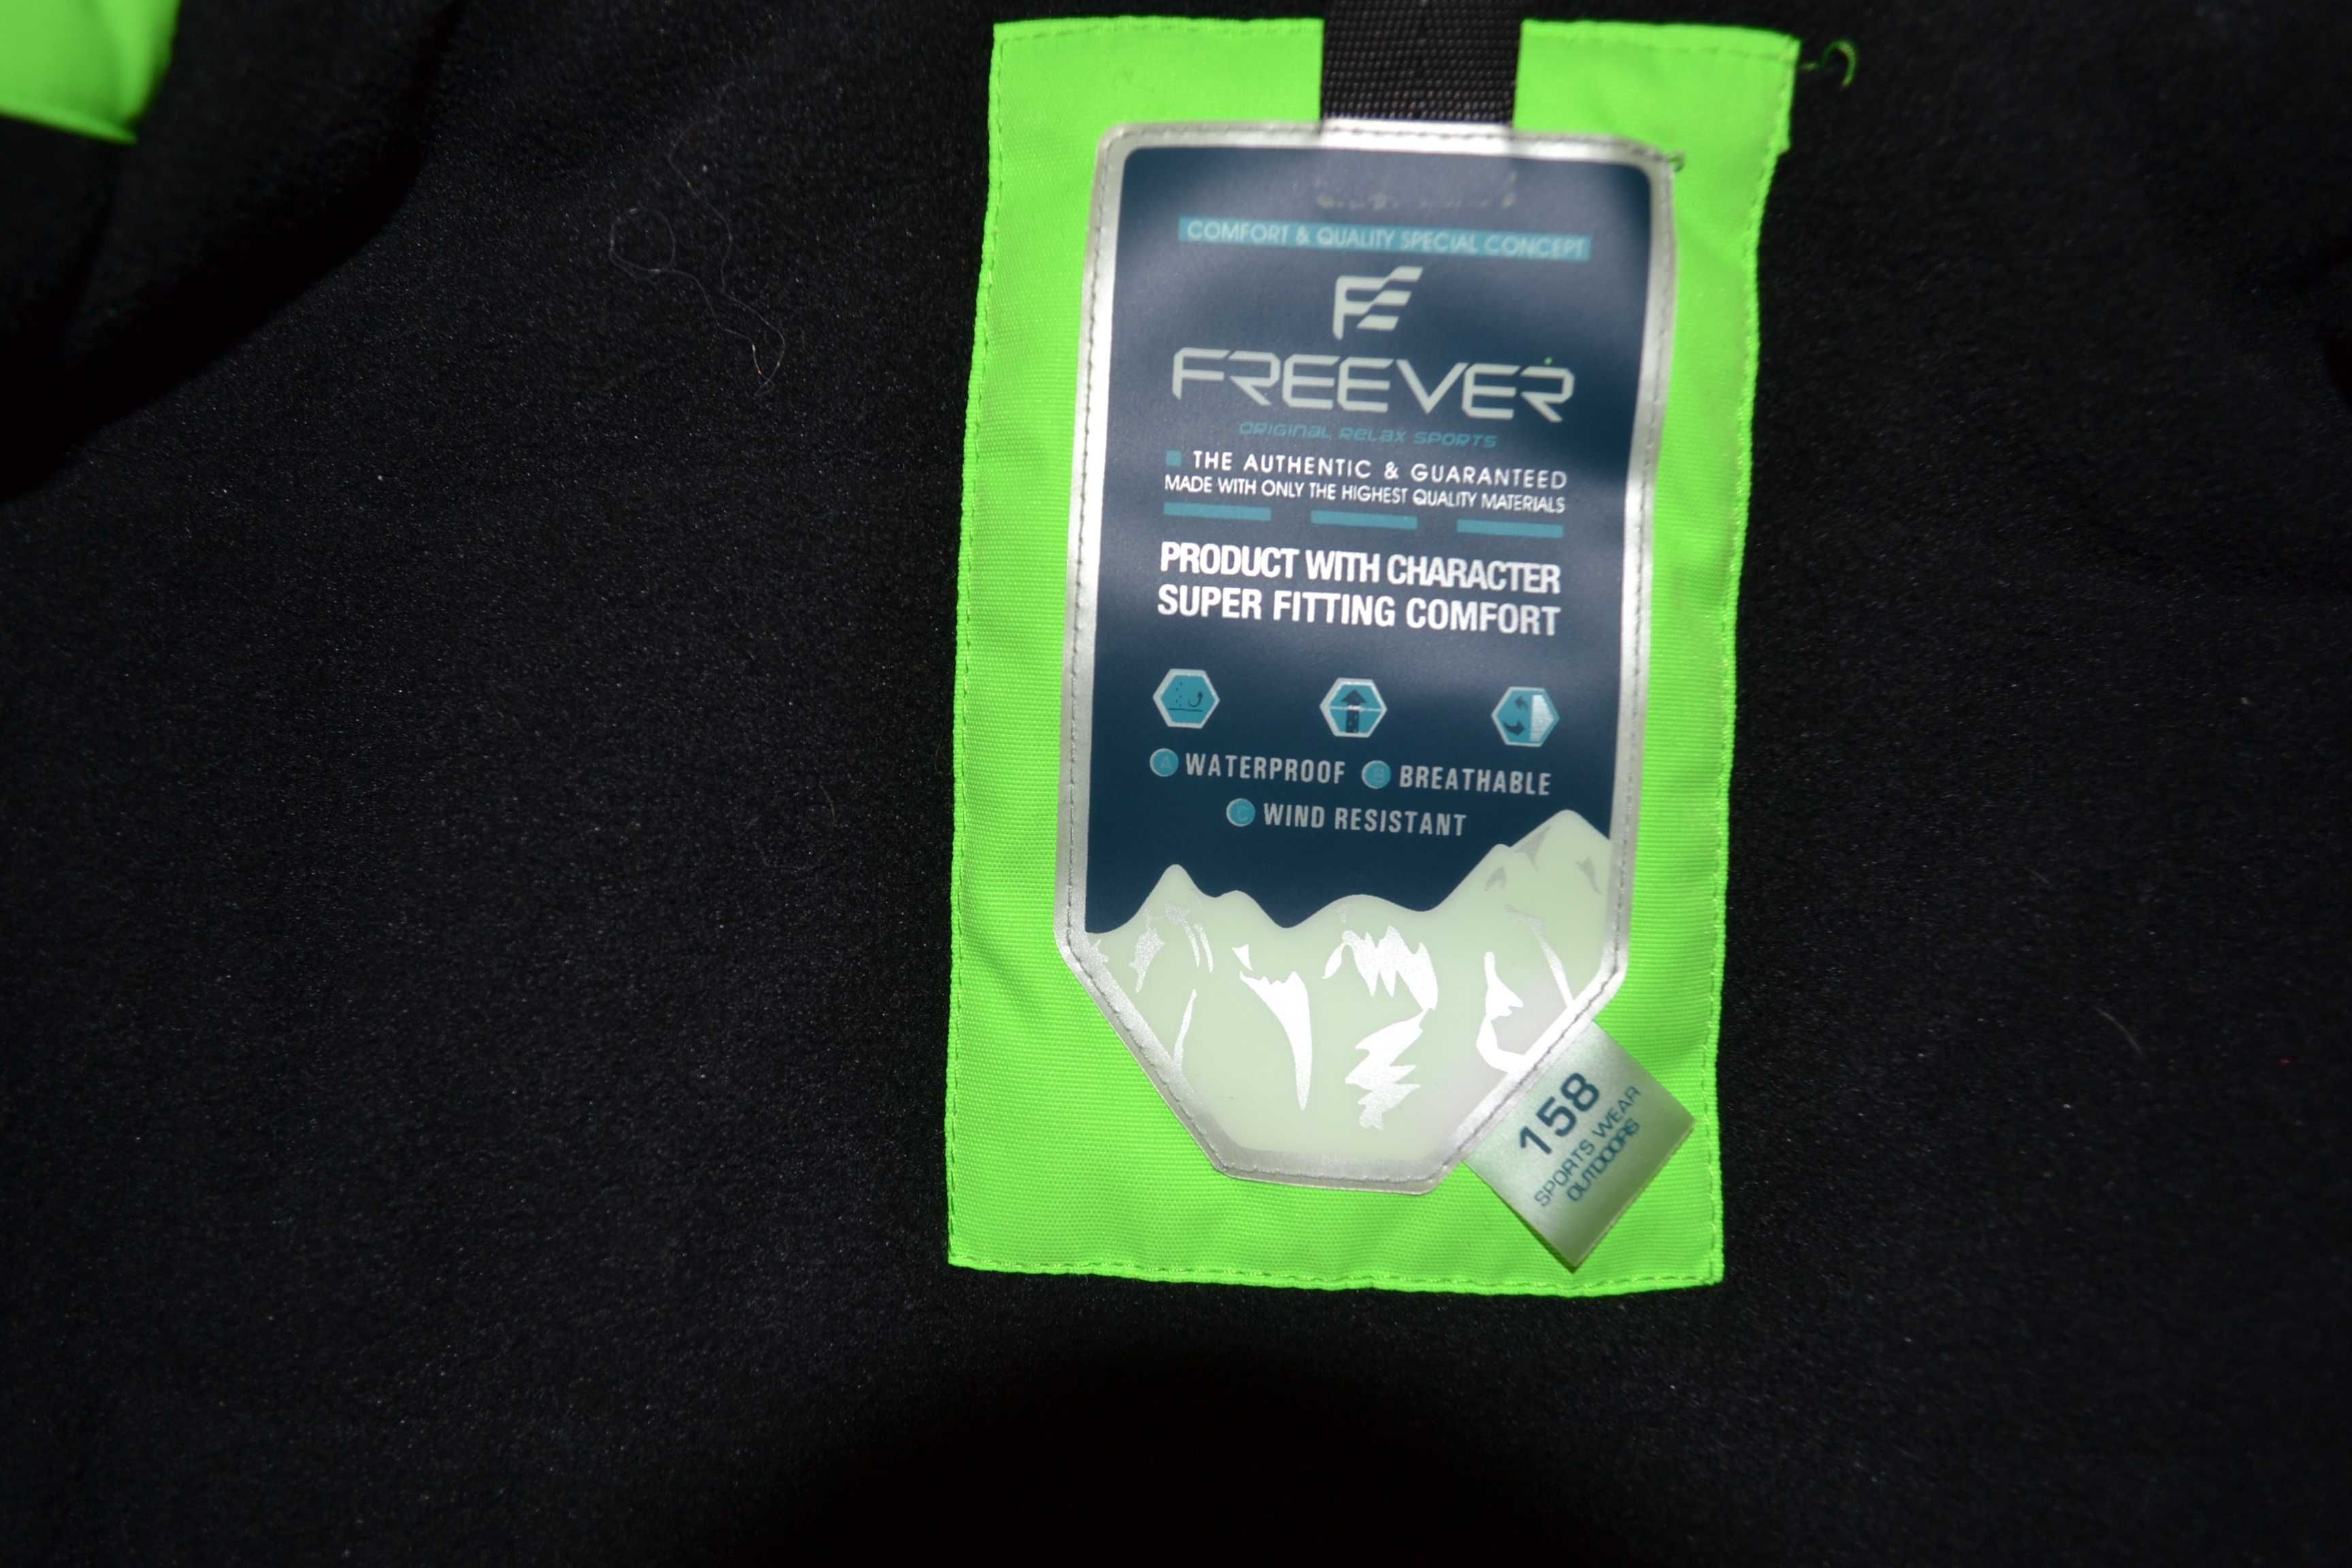 COMFORT & QUALITY SPECIAL CONCEPT
FREEVER
ORIGINAL RELAX SPORTS
THE AUTHENTIC & GUARANTEED
MADE WITH ONLY THE HIGHEST QUALITY MATERIALS
PRODUCT WITH CHARACTER
SUPER FITTING COMFORT
A WATERPROOF B BREATHABLE
C WIND RESISTANT
158
SPORTS WEAR
OUTDOORS